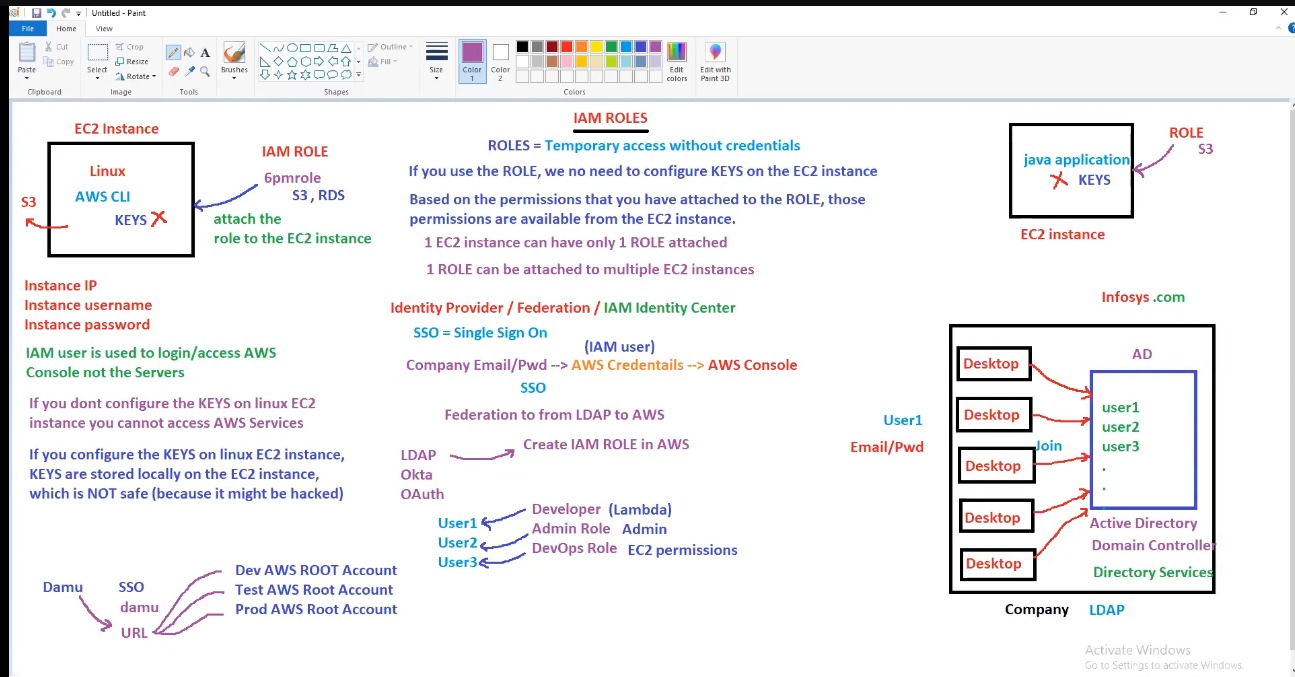 Untitled - Paint
File
Home
View
Paste
Cut
Copy
Clipboard
Select
Crop
Resize
Rotate
Image
A
Tools
Brushes
Outline
Fill
Shapes
Size
Color
1
Color
2
Edit
colors
Colors
Edit with
Paint 3D
EC2 Instance
Linux
AWS CLI
KEYS
S3
IAM ROLE
6pmrole
S3 , RDS
attach the
role to the EC2 instance
IAM ROLES
ROLES = Temporary access without credentials
If you use the ROLE, we no need to configure KEYS on the EC2 instance
Based on the permissions that you have attached to the ROLE, those
permissions are available from the EC2 instance.
1 EC2 instance can have only 1 ROLE attached
1 ROLE can be attached to multiple EC2 instances
java application
KEYS
ROLE
S3
EC2 instance
Instance IP
Instance username
Instance password
IAM user is used to login/access AWS
Console not the Servers
If you dont configure the KEYS on linux EC2
instance you cannot access AWS Services
If you configure the KEYS on linux EC2 instance,
KEYS are stored locally on the EC2 instance,
which is NOT safe (because it might be hacked)
Identity Provider / Federation / IAM Identity Center
SSO = Single Sign On
(IAM user)
Company Email/Pwd --> AWS Credentails --> AWS Console
SSO
Federation to from LDAP to AWS
LDAP
Okta
OAuth
Create IAM ROLE in AWS
User1
User2
User3
Developer (Lambda)
Admin Role Admin
DevOps Role EC2 permissions
Damu
SSO
damu
URL
Dev AWS ROOT Account
Test AWS Root Account
Prod AWS Root Account
Infosys .com
User1
Email/Pwd
Desktop
Desktop
Desktop
Desktop
Desktop
Join
AD
user1
user2
user3
.
.
.
Active Directory
Domain Controller
Directory Services
Company LDAP
Activate Windows
Go to Settings to activate Windows.